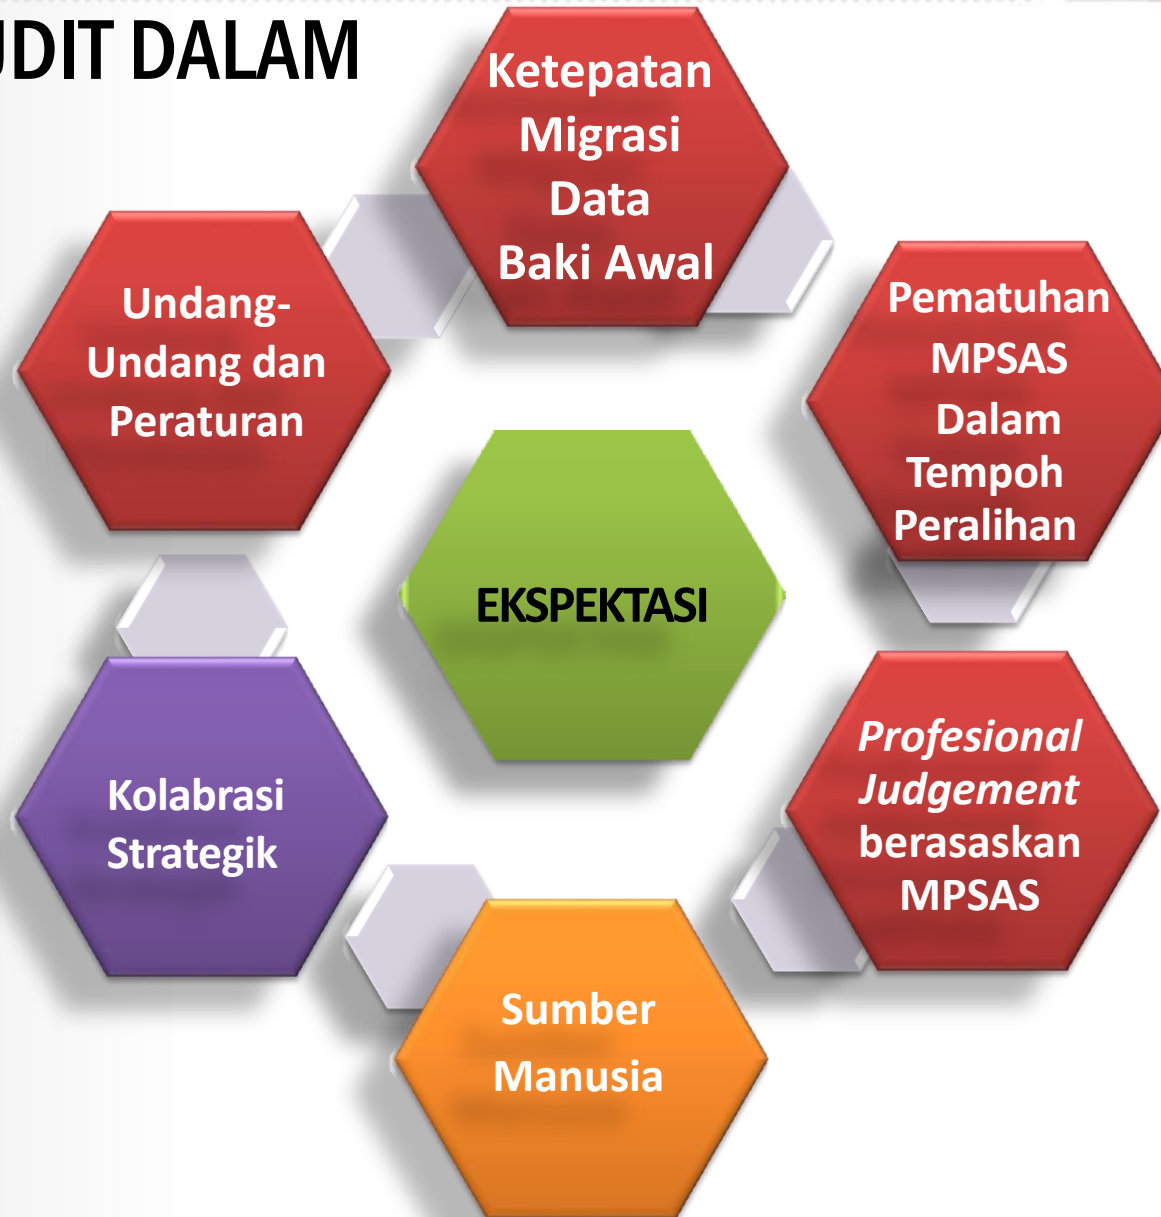 UDIT DALAM
Ketepatan
Migrasi
Data
Baki Awal
Pematuhan
MPSAS
Dalam
Tempoh
Peralihan
Profesional
Judgement
berasaskan
MPSAS
Sumber
Manusia
Kolabrasi
Strategik
Undang-
Undang dan
Peraturan
EKSPEKTASI